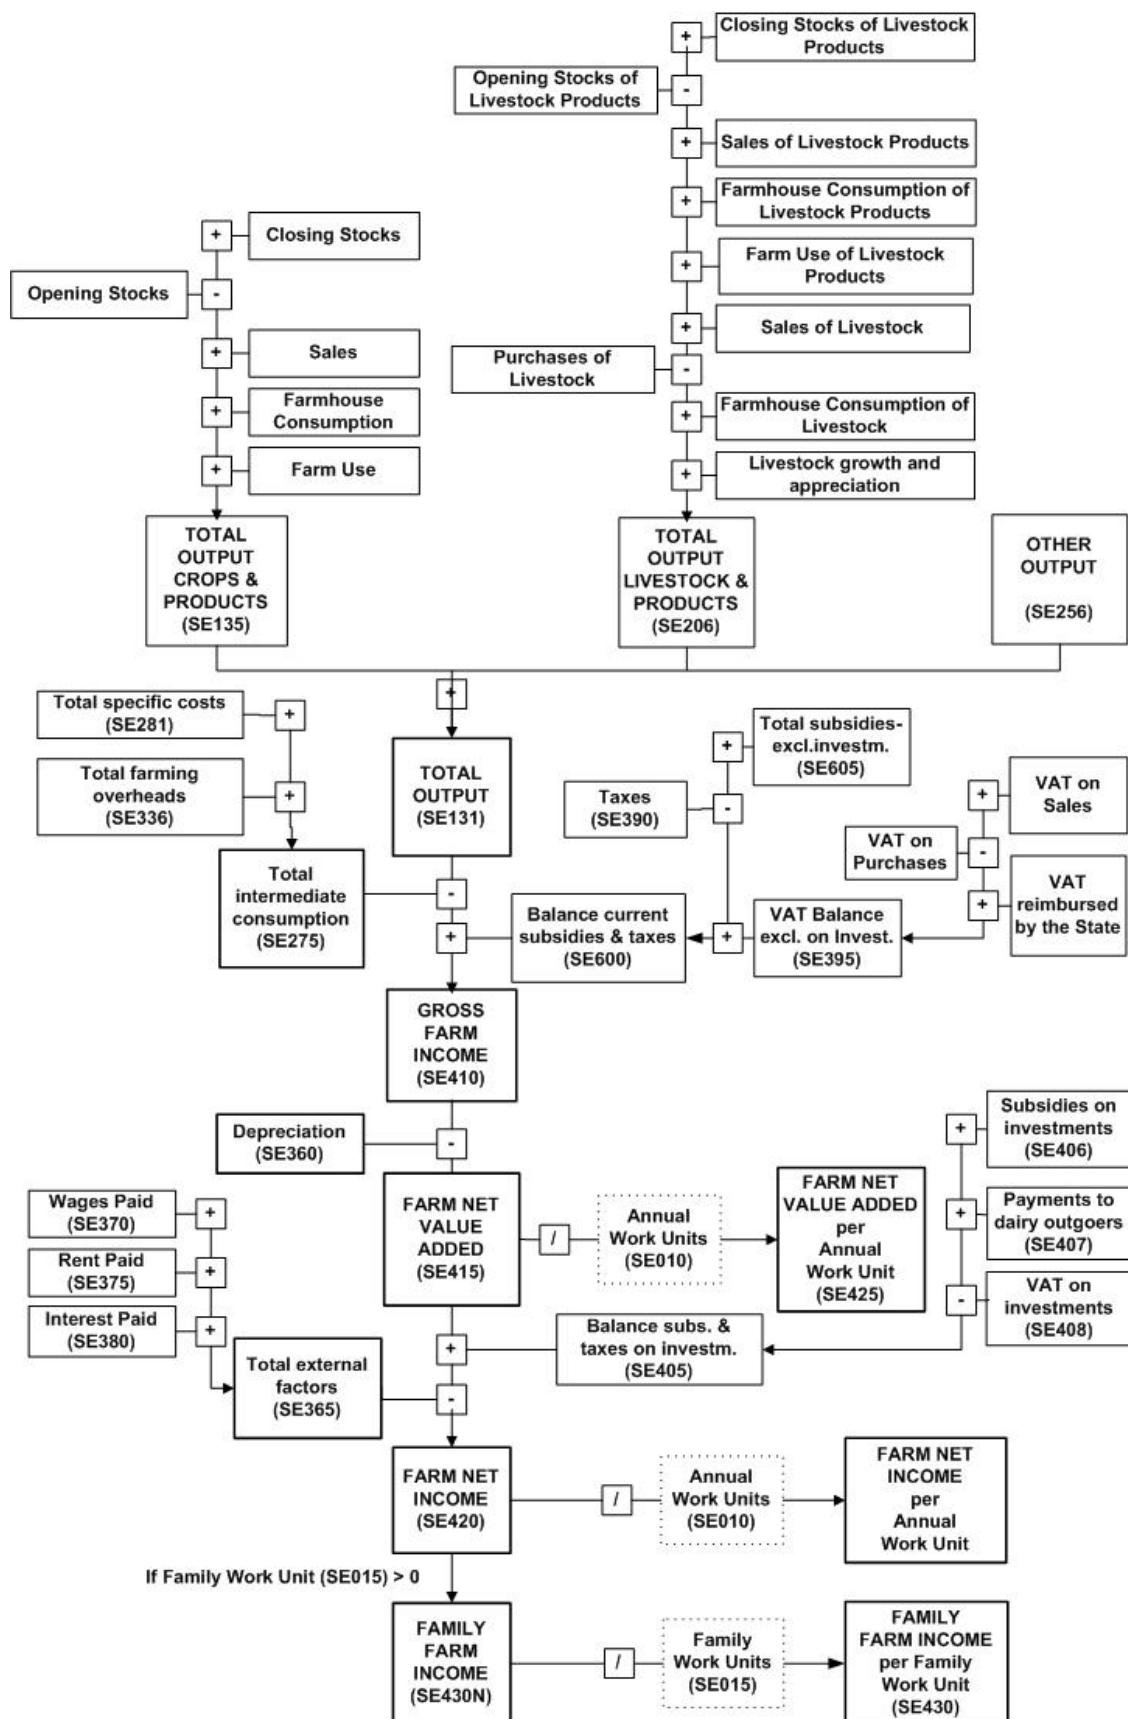 +
Closing Stocks of Livestock
Products
Opening Stocks of
Livestock Products
-
+
Sales of Livestock Products
+
Farmhouse Consumption of
Livestock Products
+
Closing Stocks
+
Farm Use of Livestock
Products
Opening Stocks
-
+
Sales of Livestock
+
Sales
Purchases of
Livestock
-
+
Farmhouse
Consumption
+
Farmhouse Consumption of
Livestock
+
Farm Use
+
Livestock growth and
appreciation
TOTAL
OUTPUT
CROPS &
PRODUCTS
(SE135)
TOTAL
OUTPUT
LIVESTOCK &
PRODUCTS
(SE206)
OTHER
OUTPUT
(SE256)
Total specific costs
(SE281)
+
+
Total farming
overheads
(SE336)
+
TOTAL
OUTPUT
(SE131)
Total subsidies-
excl.investm.
(SE605)
+
Taxes
(SE390)
-
+
VAT on
Sales
VAT on
Purchases
-
+
VAT
reimbursed
by the State
Total
intermediate
consumption
(SE275)
-
+
Balance current
subsidies & taxes
(SE600)
+
VAT Balance
excl. on Invest.
(SE395)
GROSS
FARM
INCOME
(SE410)
Depreciation
(SE360)
-
+
Subsidies on
investments
(SE406)
Wages Paid
(SE370)
+
FARM NET
VALUE
ADDED
(SE415)
/
Annual
Work Units
(SE010)
FARM NET
VALUE ADDED
per
Annual
Work Unit
(SE425)
+
Payments to
dairy outgoers
(SE407)
Rent Paid
(SE375)
+
-
VAT on
investments
(SE408)
Interest Paid
(SE380)
+
+
Balance subs. &
taxes on investm.
(SE405)
Total external
factors
(SE365)
-
FARM NET
INCOME
(SE420)
/
Annual
Work Units
(SE010)
FARM NET
INCOME
per
Annual
Work Unit
If Family Work Unit (SE015) > 0
FAMILY
FARM
INCOME
(SE430N)
/
Family
Work Units
(SE015)
FAMILY
FARM INCOME
per Family
Work Unit
(SE430)